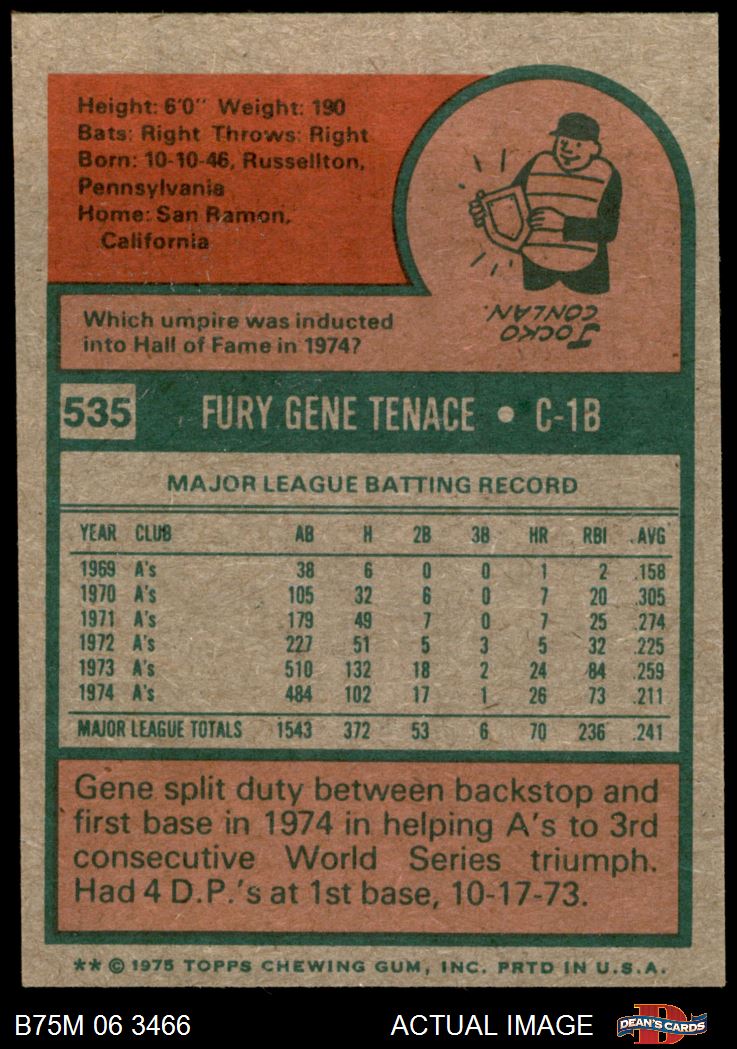 Height: 6'0" Weight: 190
Bats: Right Throws: Right
Born: 10-10-46, Russellton,
Pennsylvania
Home: San Ramon,
California
Which umpire was inducted
into Hall of Fame in 1974?
JOCKO
CONLAN.
535 FURY GENE TENACE • C-1B
MAJOR LEAGUE BATTING RECORD
YEAR CLUB AB H 2B 3B HR RBI .AVG
1969 A's 38 6 0 0 1 2 .158
1970 A's 105 32 6 0 7 20 .305
1971 A's 179 49 7 0 7 25 .274
1972 A's 227 51 5 3 5 32 .225
1973 A's 510 132 18 2 24 84 .259
1974 A's 484 102 17 1 26 73 .211
MAJOR LEAGUE TOTALS 1543 372 53 6 70 236 .241
Gene split duty between backstop and
first base in 1974 in helping A's to 3rd
consecutive World Series triumph.
Had 4 D.P.'s at 1st base, 10-17-73.
** © 1975 TOPPS CHEWING GUM, INC. PRTD IN U.S.A.
B75M 06 3466 ACTUAL IMAGE D DEAN'S CARDS